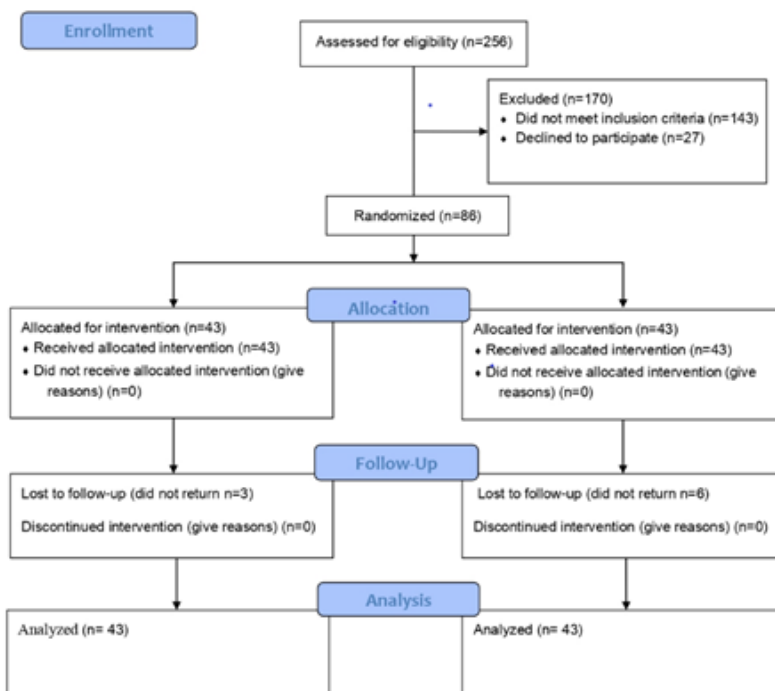 Enrollment
Assessed for eligibility (n=256)
Excluded (n=170)
♦ Did not meet inclusion criteria (n=143)
♦ Declined to participate (n=27)
Randomized (n=86)
Allocation
Allocated for intervention (n=43)
♦ Received allocated intervention (n=43)
♦ Did not receive allocated intervention (give
reasons) (n=0)
Allocated for intervention (n=43)
♦ Received allocated intervention (n=43)
♦ Did not receive allocated intervention (give
reasons) (n=0)
Follow-Up
Lost to follow-up (did not return n=3)
Discontinued intervention (give reasons) (n=0)
Lost to follow-up (did not return n=6)
Discontinued intervention (give reasons) (n=0)
Analysis
Analyzed (n= 43)
Analyzed (n= 43)